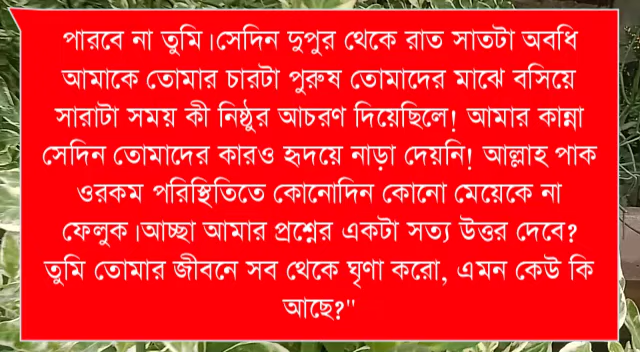 পারবে না তুমি।সেদিন দুপুর থেকে রাত সাতটা অবধি
আমাকে তোমার চারটা পুরুষ তোমাদের মাঝে বসিয়ে
সারাটা সময় কী নিষ্ঠুর আচরণ দিয়েছিলে! আমার কান্না
সেদিন তোমাদের কারও হৃদয়ে নাড়া দেয়নি! আল্লাহ পাক
ওরকম পরিস্থিতিতে কোনোদিন কোনো মেয়েকে না
ফেলুক।আচ্ছা আমার প্রশ্নের একটা সত্য উত্তর দেবে?
তুমি তোমার জীবনে সব থেকে ঘৃণা করো, এমন কেউ কি
আছে?"